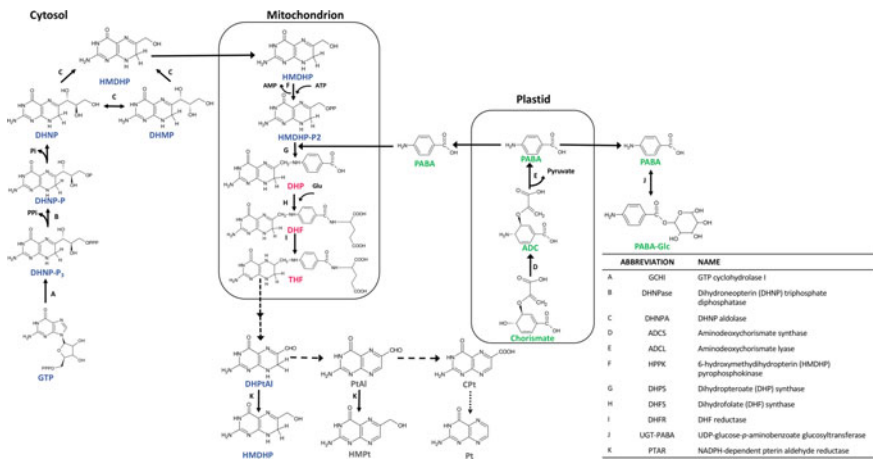 Cytosol
Mitochondrion
Plastid
HMDHP
HMDHP
AMP
F
ATP
HMDHP-P2
C
C
C
DHNP
DHMP
Pi
DHNP-P
PPi
B
DHNP-P3
A
GTP
G
DHP
H
Glu
DHF
I
THF
PABA
PABA
PABA
E
Pyruvate
ADC
D
Chorismate
J
PABA-Glc
DHPtAl
PtAl
CPt
K
K
HMDHP
HMPt
Pt
ABBREVIATION NAME
A GCHI GTP cyclohydrolase I
B DHNPase Dihydroneopterin (DHNP) triphosphate
diphosphatase
C DHNPA DHNP aldolase
D ADCS Aminodeoxychorismate synthase
E ADCL Aminodeoxychorismate lyase
F HPPK 6-hydroxymethyldihydropterin (HMDHP)
pyrophosphokinase
G DHPS Dihydropteroate (DHP) synthase
H DHFS Dihydrofolate (DHF) synthase
I DHFR DHF reductase
J UGT-PABA UDP-glucose-p-aminobenzoate glucosyltransferase
K PTAR NADPH-dependent pterin aldehyde reductase